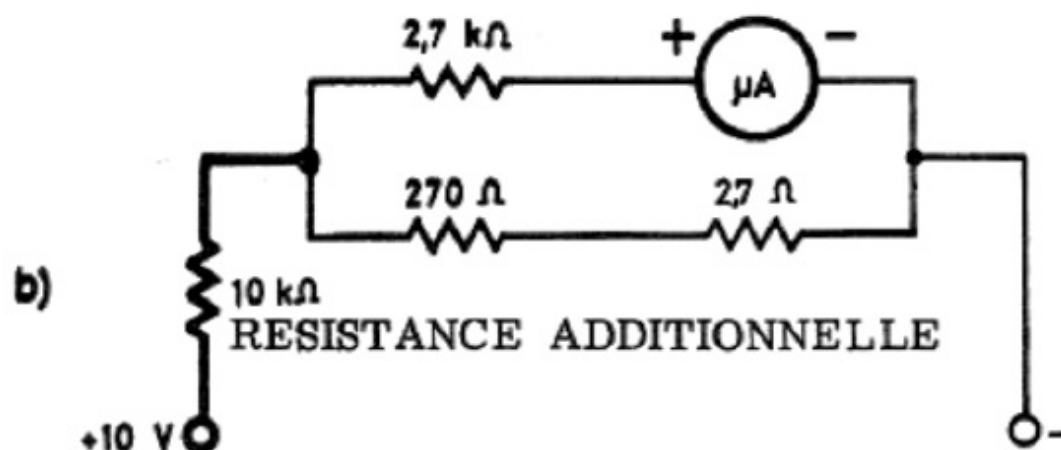 2,7 kΩ
+ −
µA
270 Ω
2,7 Ω
b)
10 kΩ
RESISTANCE ADDITIONNELLE
+10 V
−